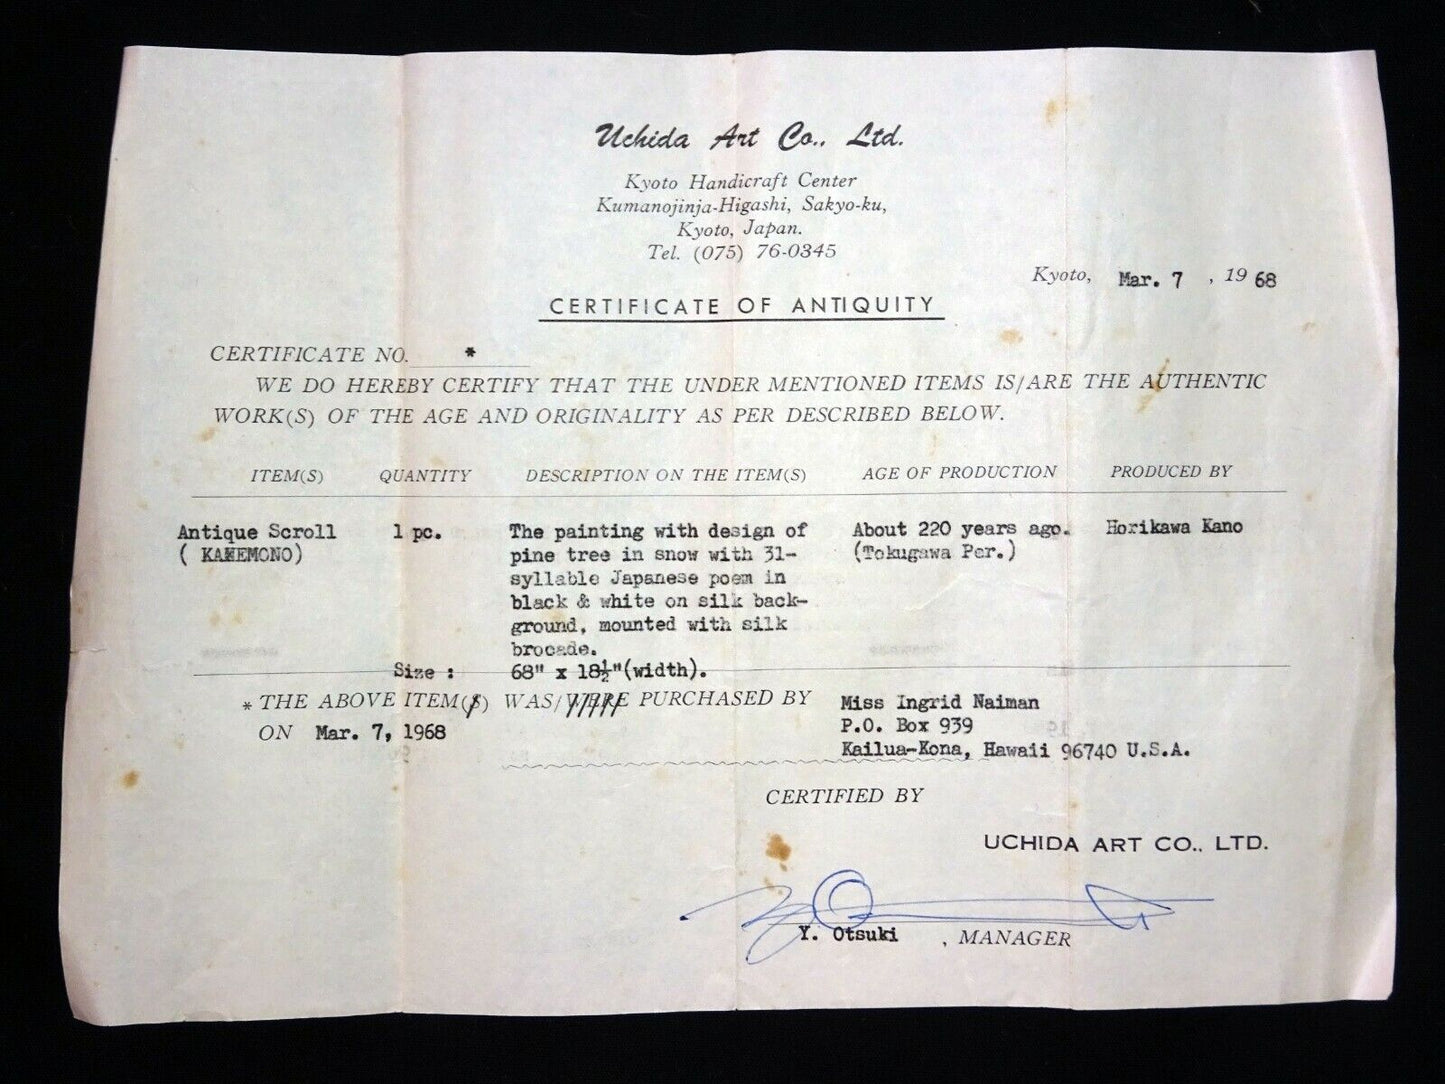 Uchida Art Co., Ltd.
Kyoto Handicraft Center
Kumanojinja-Higashi, Sakyo-ku,
Kyoto, Japan.
Tel. (075) 76-0345
Kyoto, Mar. 7 , 19 68
CERTIFICATE OF ANTIQUITY
CERTIFICATE NO. *
WE DO HEREBY CERTIFY THAT THE UNDER MENTIONED ITEMS IS/ARE THE AUTHENTIC
WORK(S) OF THE AGE AND ORIGINALITY AS PER DESCRIBED BELOW.
ITEM(S) QUANTITY DESCRIPTION ON THE ITEM(S) AGE OF PRODUCTION PRODUCED BY
Antique Scroll 1 pc. The painting with design of About 220 years ago. Horikawa Kano
( KAKEMONO) pine tree in snow with 31- (Tokugawa Per.)
syllable Japanese poem in
black & white on silk back-
ground, mounted with silk
brocade.
Size : 68" x 18½"(width).
* THE ABOVE ITEM(S) WAS/WERE PURCHASED BY Miss Ingrid Naiman
ON Mar. 7, 1968 P.O. Box 939
Kailua-Kona, Hawaii 96740 U.S.A.
CERTIFIED BY
UCHIDA ART CO., LTD.
Y. Otsuki , MANAGER